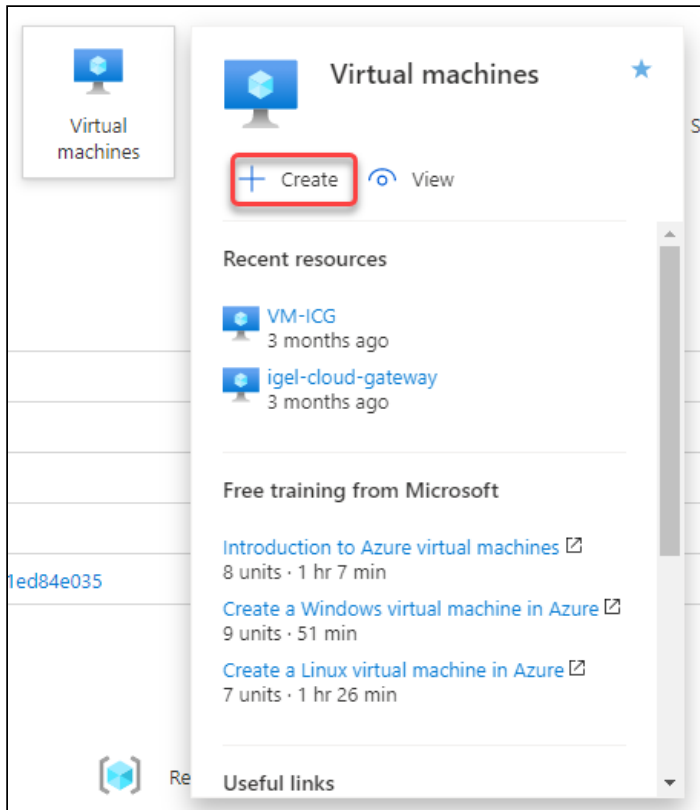 Virtual
machines
Virtual machines
S
Create
View
Recent resources
VM-ICG
3 months ago
igel-cloud-gateway
3 months ago
Free training from Microsoft
Introduction to Azure virtual machines
8 units · 1 hr 7 min
1ed84e035
Create a Windows virtual machine in Azure
9 units · 51 min
Create a Linux virtual machine in Azure
7 units · 1 hr 26 min
Re
Useful links